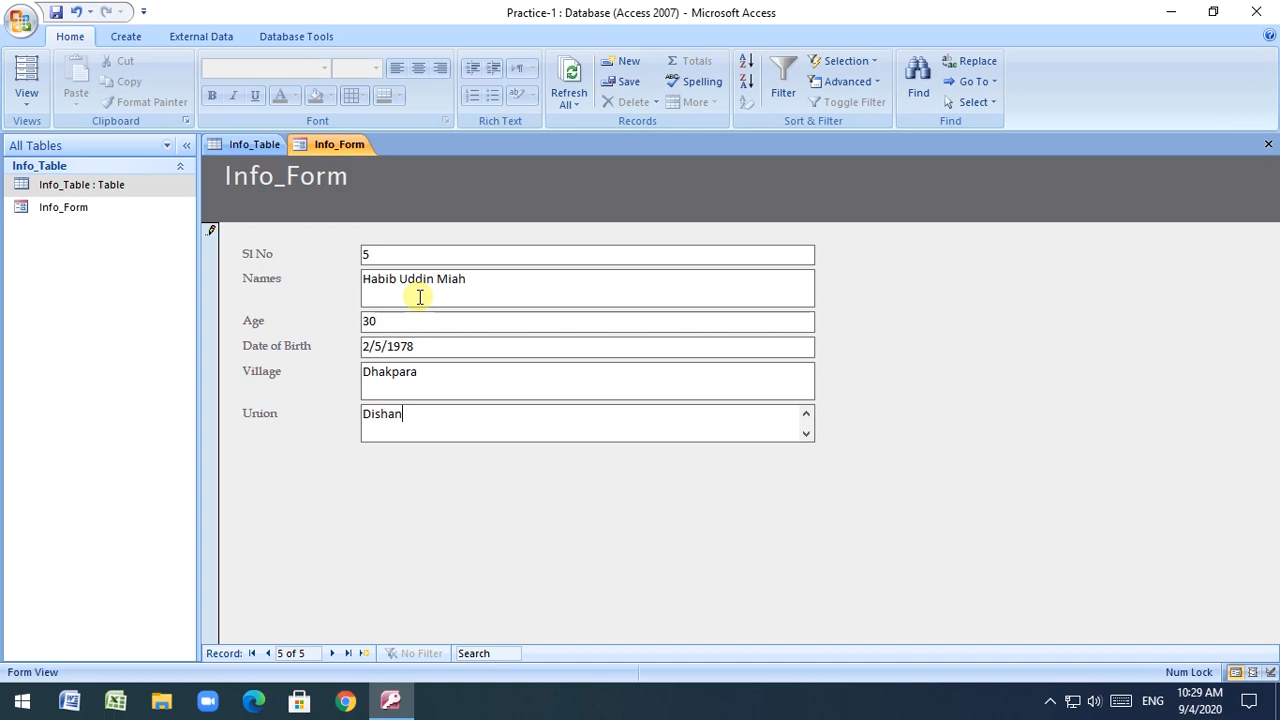 Practice-1 : Database (Access 2007) - Microsoft Access
Home Create External Data Database Tools
View
Views
Paste
Cut
Copy
Format Painter
Clipboard
B I U A
Font
Rich Text
Refresh
All
New
Save
Delete
Σ Totals
Spelling
More
Records
Filter
Selection
Advanced
Toggle Filter
Sort & Filter
Find
Replace
Go To
Select
Find
All Tables
Info_Table
Info_Table : Table
Info_Form
Info_Table Info_Form
Info_Form
Sl No 5
Names Habib Uddin Miah
Age 30
Date of Birth 2/5/1978
Village Dhakpara
Union Dishan
Record: 5 of 5 No Filter Search
Form View Num Lock
ENG 10:29 AM
9/4/2020